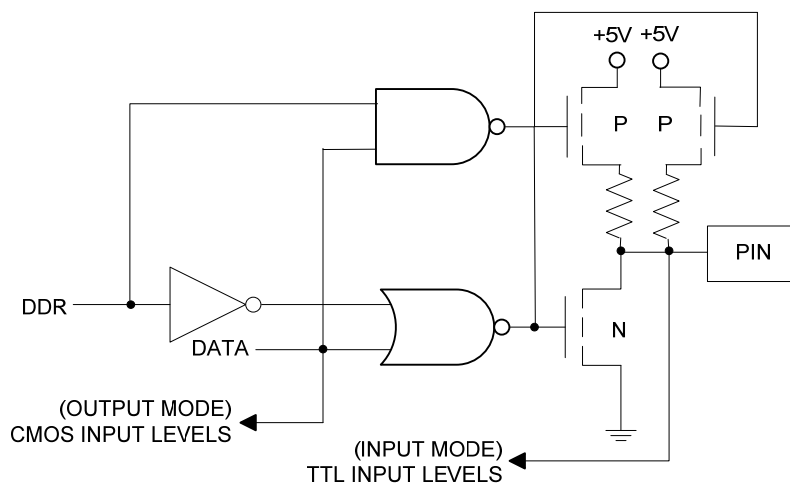 +5V +5V
P P
PIN
DDR
N
DATA
(OUTPUT MODE)
CMOS INPUT LEVELS
(INPUT MODE)
TTL INPUT LEVELS